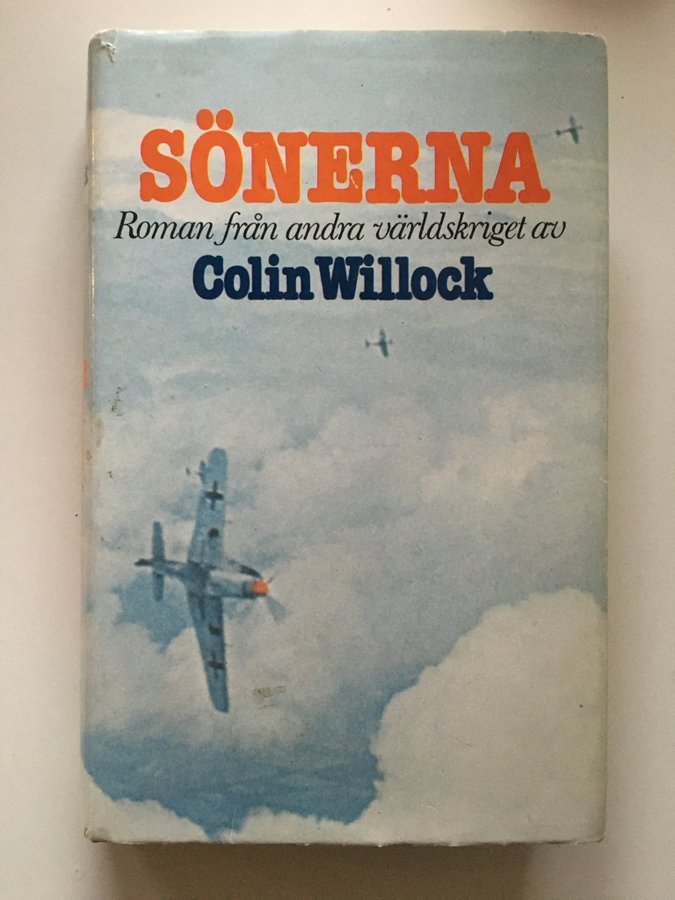 SÖNERNA
Roman från andra världskriget av
Colin Willock